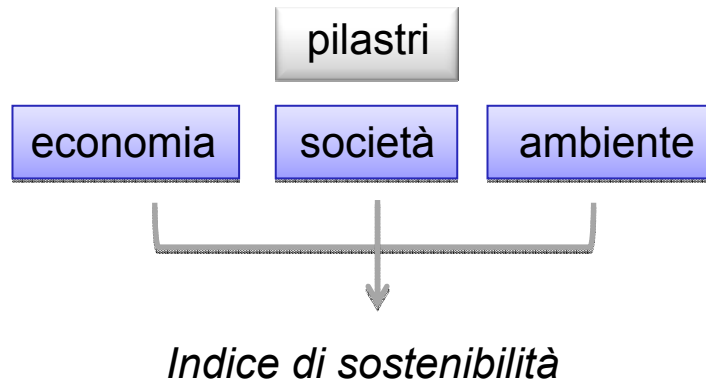 pilastri
economia società ambiente
Indice di sostenibilità